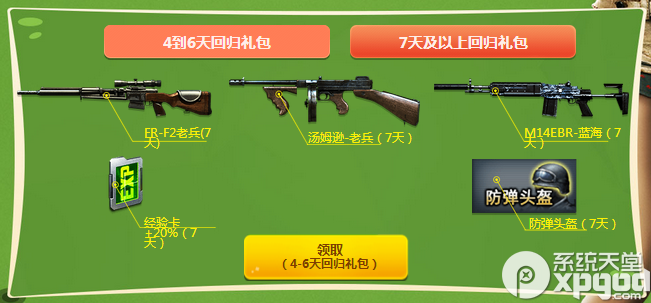 4到6天回归礼包
7天及以上回归礼包
FR-F2老兵(7
天)
汤姆逊-老兵（7天）
M14EBR-蓝海（7
天）
EXP
防弹头盔
经验卡
+20%（7
天）
防弹头盔（7天）
领取
（4-6天回归礼包）
系统天堂
xpgod
.com